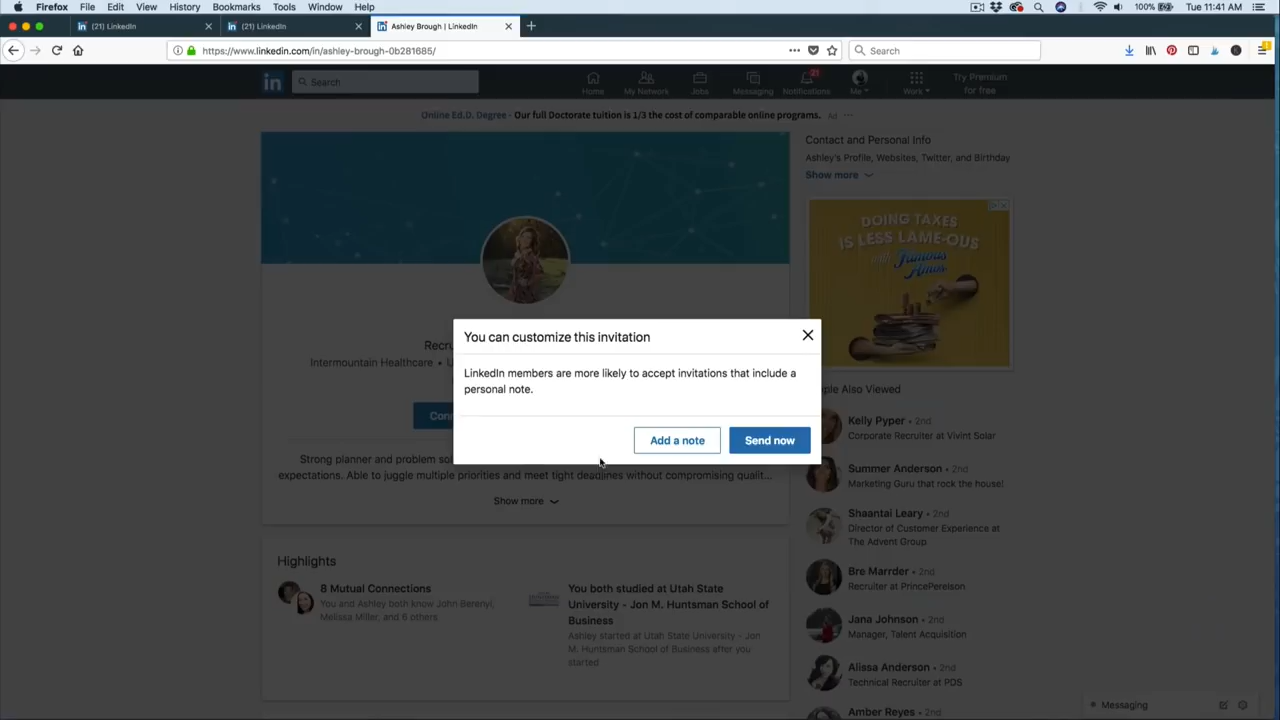 Firefox File Edit View History Bookmarks Tools Window Help 100% Tue 11:41 AM
(21) LinkedIn
(21) LinkedIn
Ashley Brough | LinkedIn
https://www.linkedin.com/in/ashley-brough-0b281685/
Search
in
Search
Home
My Network
Jobs
Messaging
21
Notifications
Me
Work
Try Premium
for free
Online Ed.D. Degree - Our full Doctorate tuition is 1/3 the cost of comparable online programs. Ad ...
Contact and Personal Info
Ashley's Profile, Websites, Twitter, and Birthday
Show more
DOING TAXES
IS LESS LAME-OUS
with Famous
Amos
You can customize this invitation
LinkedIn members are more likely to accept invitations that include a
personal note.
Add a note
Send now
Intermountain Healthcare •
Strong planner and problem
expectations. Able to juggle multiple priorities and meet tight deadlines without compromising qualit...
Show more
Highlights
8 Mutual Connections
You and Ashley both know John Berenyi,
Melissa Miller, and 6 others
You both studied at Utah State
University - Jon M. Huntsman School of
Business
Ashley started at Utah State University - Jon
M. Huntsman School of Business after you
started
Also Viewed
Kelly Pyper • 2nd
Corporate Recruiter at Vivint Solar
Summer Anderson • 2nd
Marketing Guru that rock the house!
Shaantai Leary • 2nd
Director of Customer Experience at
The Advent Group
Bre Marrder • 2nd
Recruiter at PrincePerelson
Jana Johnson • 2nd
Manager, Talent Acquisition
Alissa Anderson • 2nd
Technical Recruiter at PDS
Amber Reyes • 2nd
Messaging